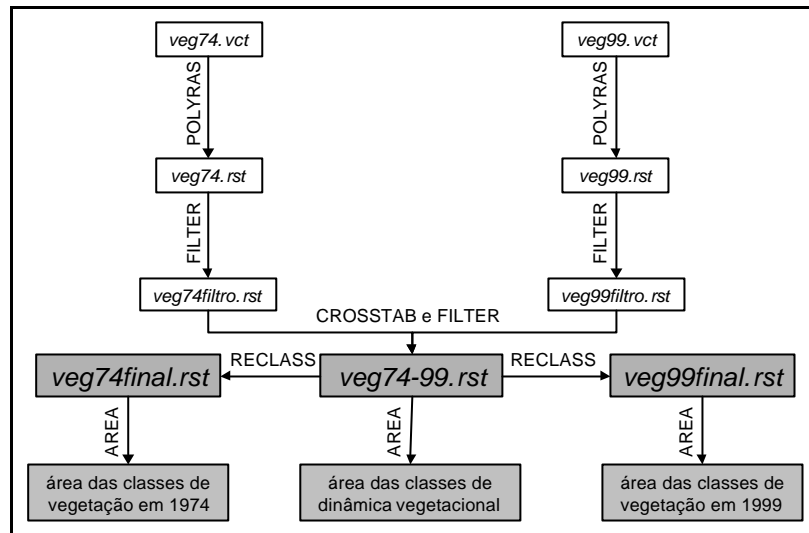 veg74.vct
veg99.vct
POLYRAS
POLYRAS
veg74.rst
veg99.rst
FILTER
FILTER
veg74filtro.rst
veg99filtro.rst
CROSSTAB e FILTER
RECLASS
RECLASS
veg74final.rst
veg74-99.rst
veg99final.rst
AREA
AREA
AREA
área das classes de
vegetação em 1974
área das classes de
dinâmica vegetacional
área das classes de
vegetação em 1999